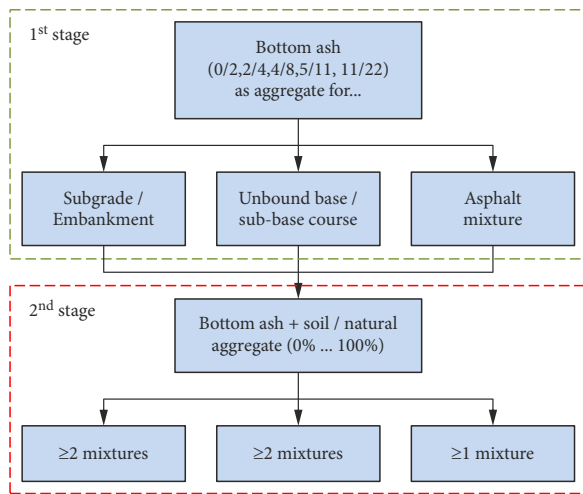 1st stage
Bottom ash
(0/2,2/4,4/8,5/11, 11/22)
as aggregate for...
Subgrade /
Embankment
Unbound base /
sub-base course
Asphalt
mixture
2nd stage
Bottom ash + soil / natural
aggregate (0% ... 100%)
≥2 mixtures
≥2 mixtures
≥1 mixture